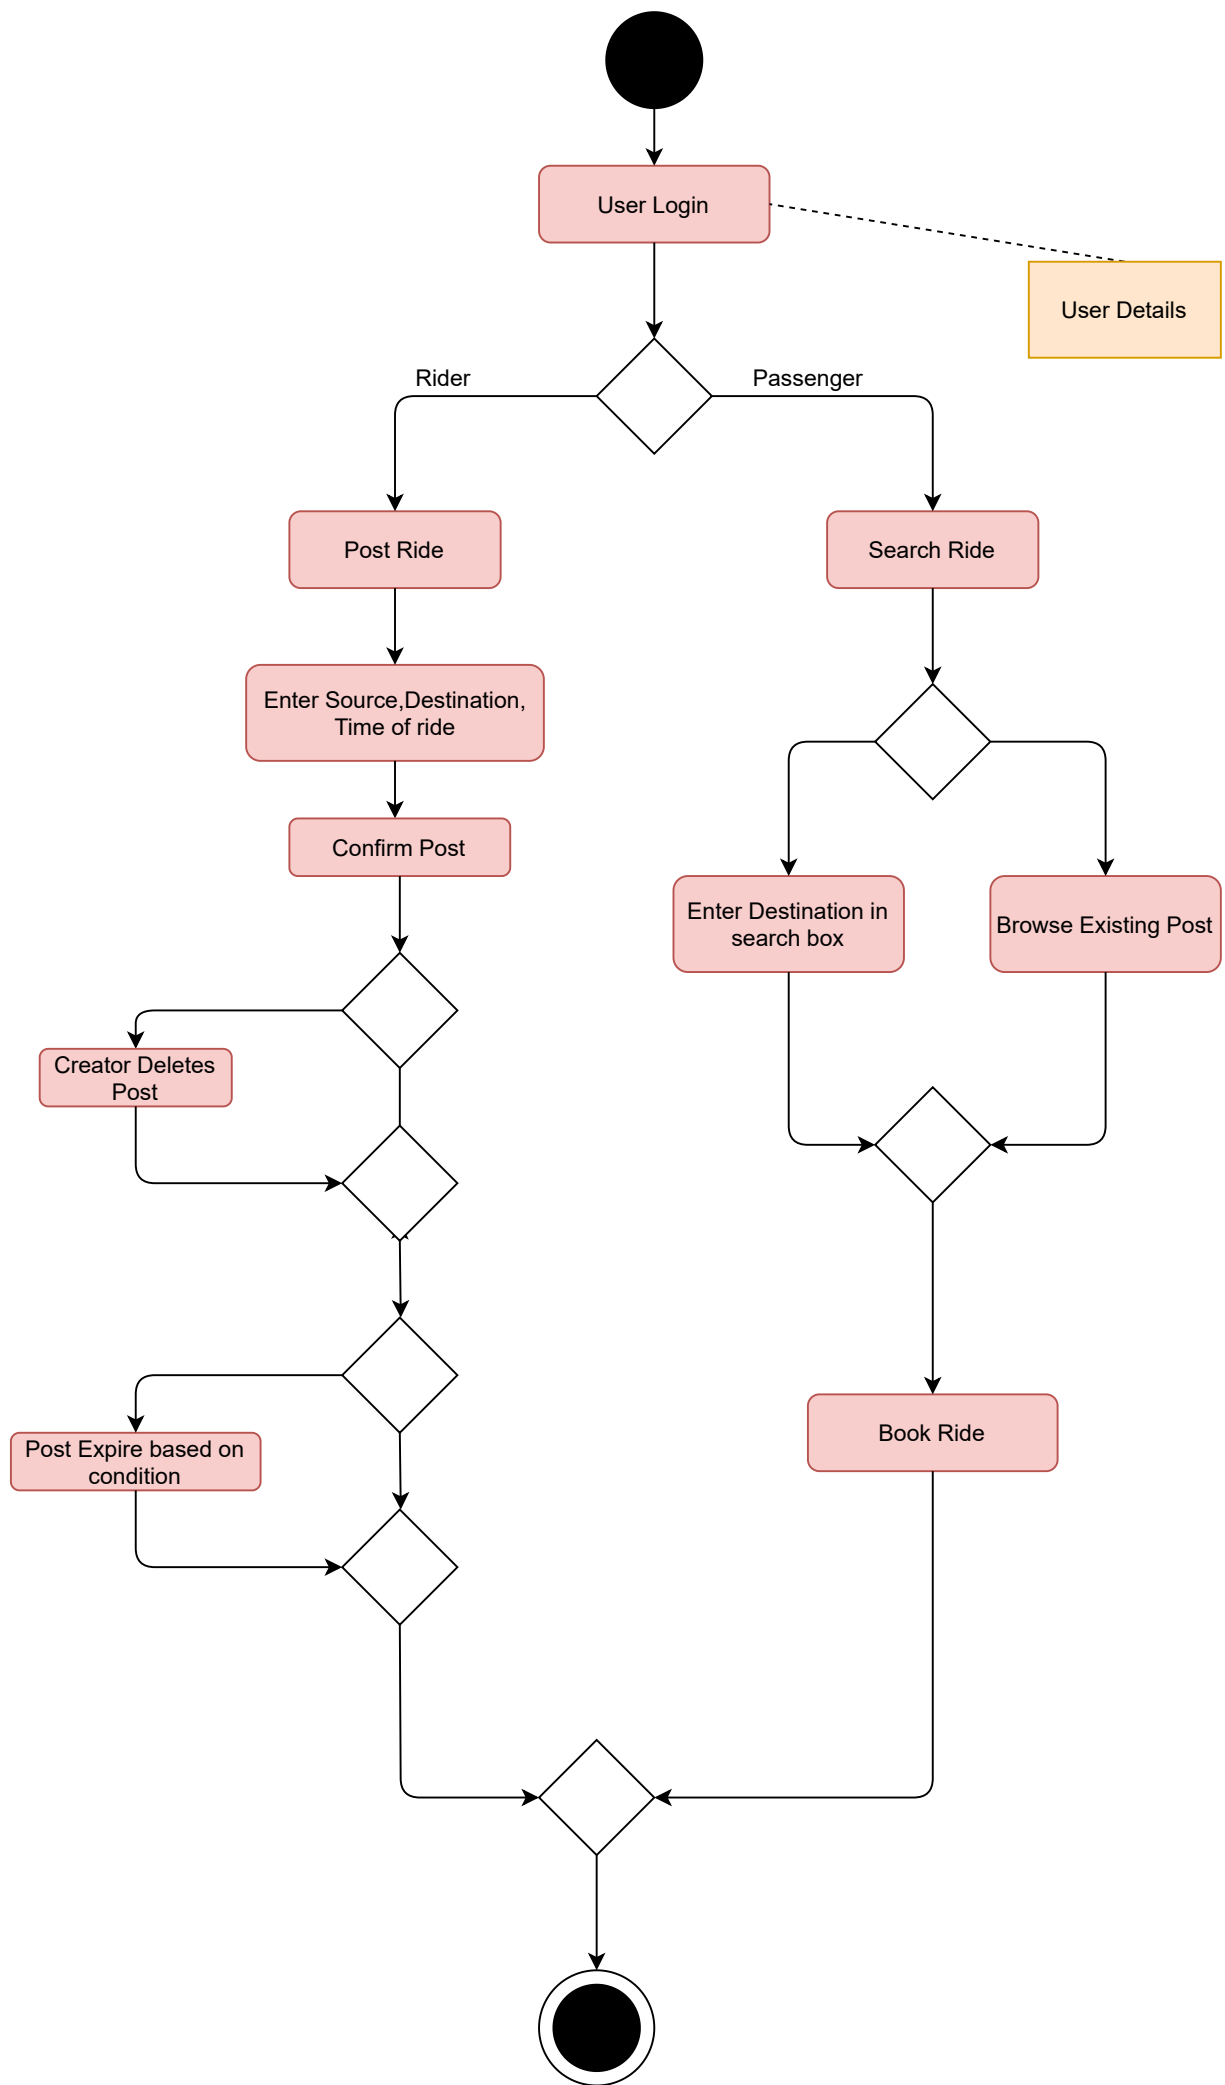 User Login
User Details
Rider
Passenger
Post Ride
Search Ride
Enter Source,Destination,
Time of ride
Confirm Post
Enter Destination in
search box
Browse Existing Post
Creator Deletes
Post
Post Expire based on
condition
Book Ride